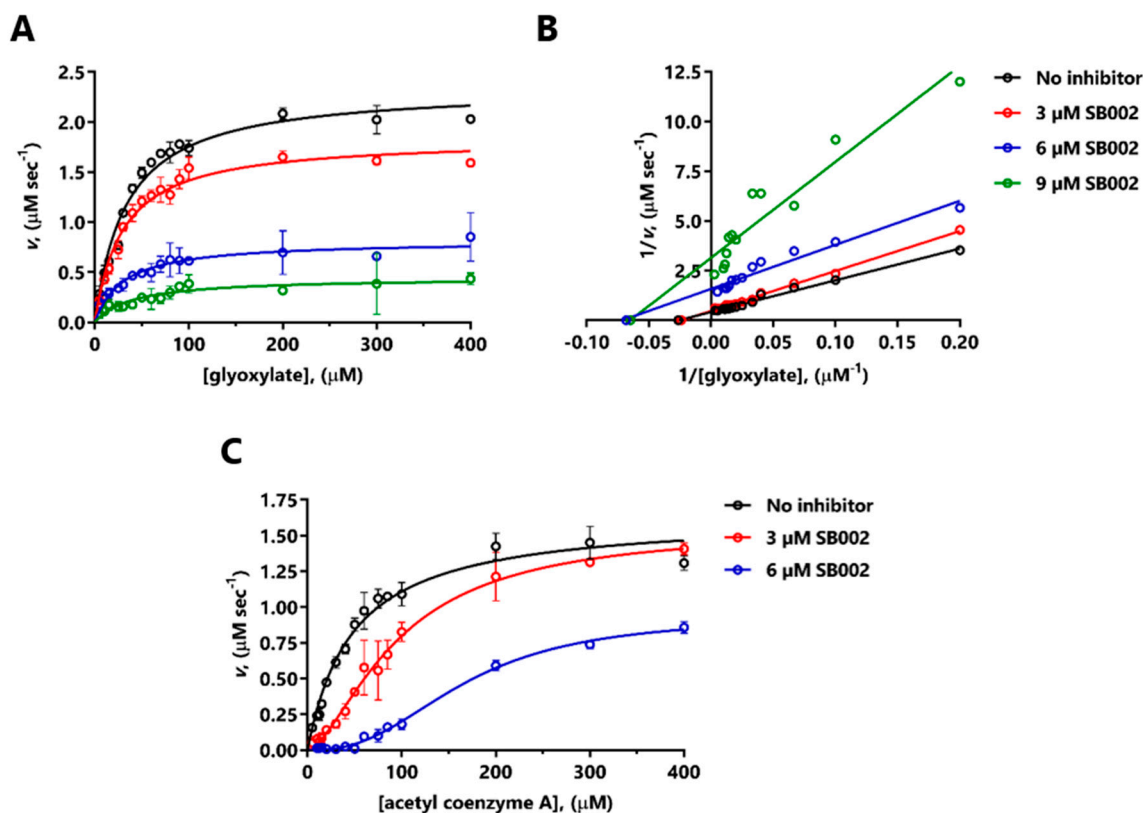 A
v, (μM sec⁻¹)
2.5
2.0
1.5
1.0
0.5
0.0
0
100
200
300
400
[glyoxylate], (μM)
B
1/v, (μM sec⁻¹)
12.5
10.0
7.5
5.0
2.5
-0.10
-0.05
0.00
0.05
0.10
0.15
0.20
1/[glyoxylate], (μM⁻¹)
No inhibitor
3 μM SB002
6 μM SB002
9 μM SB002
C
v, (μM sec⁻¹)
1.75
1.50
1.25
1.00
0.75
0.50
0.25
0.00
0
100
200
300
400
[acetyl coenzyme A], (μM)
No inhibitor
3 μM SB002
6 μM SB002